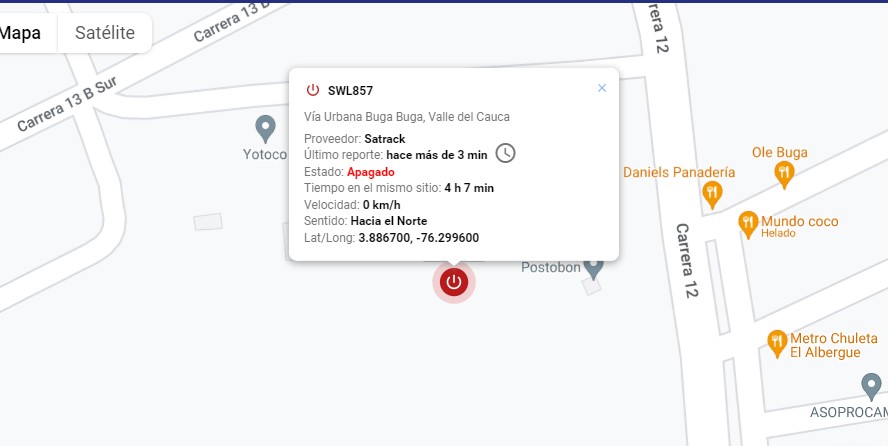 Mapa
Satélite
Carrera 13 B
Carrera 13 B Sur
rera 12
SWL857
Vía Urbana Buga Buga, Valle del Cauca
Proveedor: Satrack
Último reporte: hace más de 3 min
Estado: Apagado
Tiempo en el mismo sitio: 4 h 7 min
Velocidad: 0 km/h
Sentido: Hacia el Norte
Lat/Long: 3.886700, -76.299600
Yotoco
Ole Buga
Daniels Panadería
Mundo coco
Helado
Carrera 12
Postobon
Metro Chuleta
El Albergue
ASOPROCAM